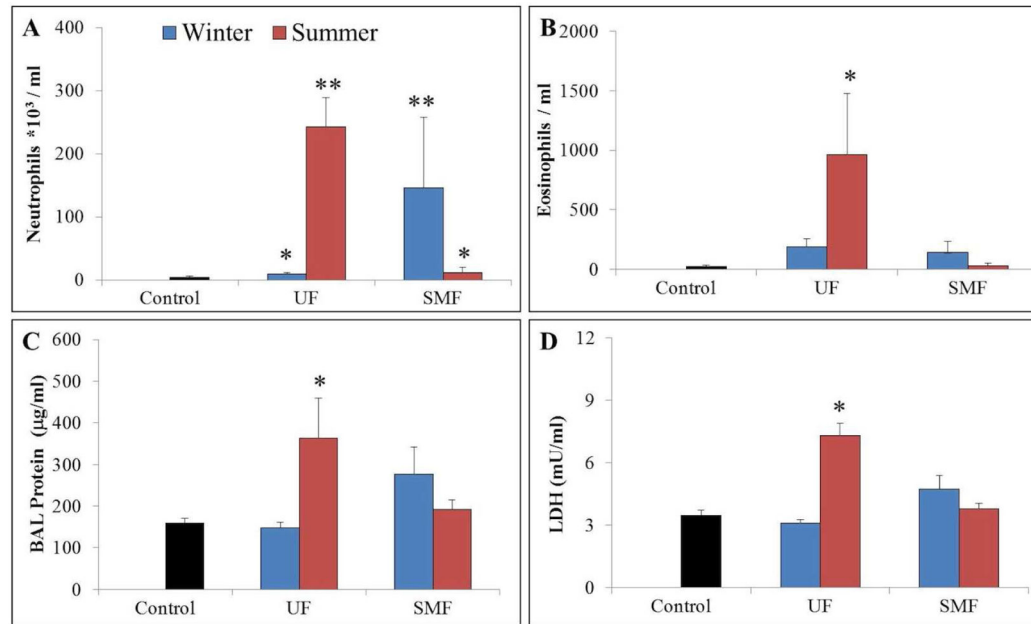 A
Winter Summer
Neutrophils *10³ / ml
400
300
200
100
0
*
**
**
*
Control UF SMF
B
Eosinophils / ml
2000
1500
1000
500
0
*
Control UF SMF
C
BAL Protein (µg/ml)
600
500
400
300
200
100
0
*
Control UF SMF
D
LDH (mU/ml)
12
9
6
3
0
*
Control UF SMF